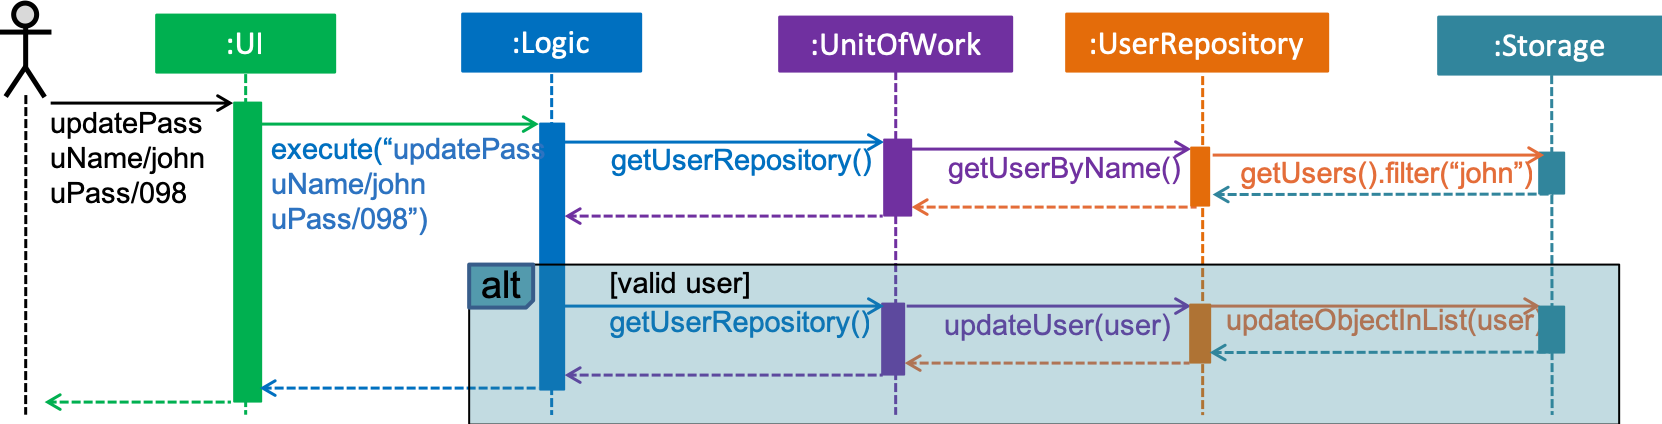 :UI
:Logic
:UnitOfWork
:UserRepository
:Storage
updatePass
uName/john
uPass/098
execute(“updatePass
uName/john
uPass/098”)
getUserRepository()
getUserByName()
getUsers().filter(“john”)
alt
[valid user]
getUserRepository()
updateUser(user)
updateObjectInList(user)